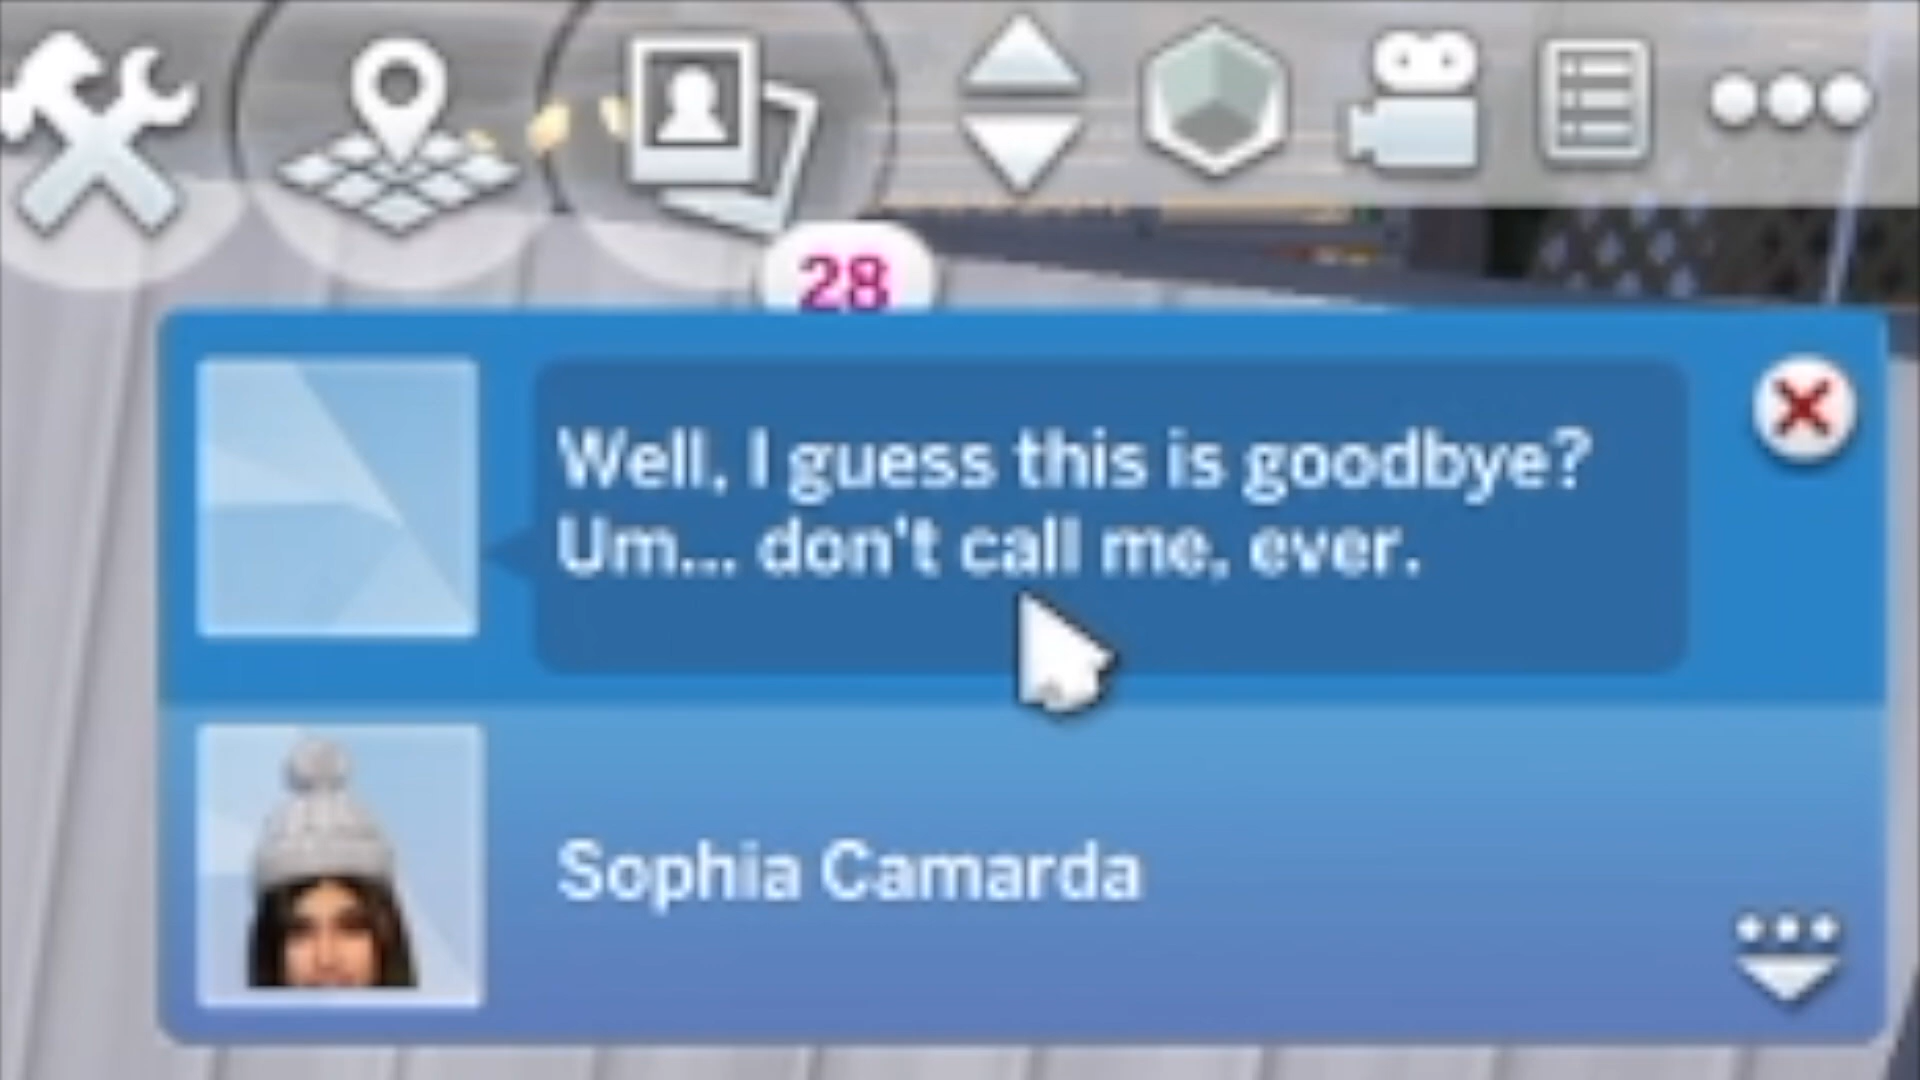 28
Well, I guess this is goodbye?
Um... don't call me, ever.
Sophia Camarda